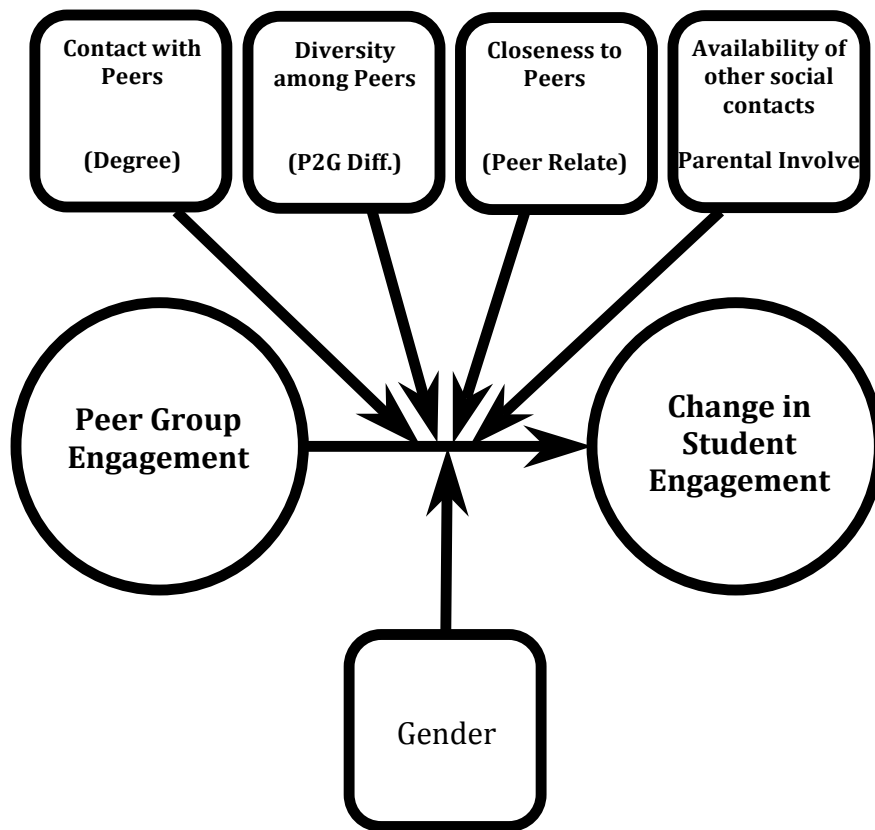 Contact with
Peers
(Degree)
Diversity
among Peers
(P2G Diff.)
Closeness to
Peers
(Peer Relate)
Availability of
other social
contacts
Parental Involve
Peer Group
Engagement
Change in
Student
Engagement
Gender